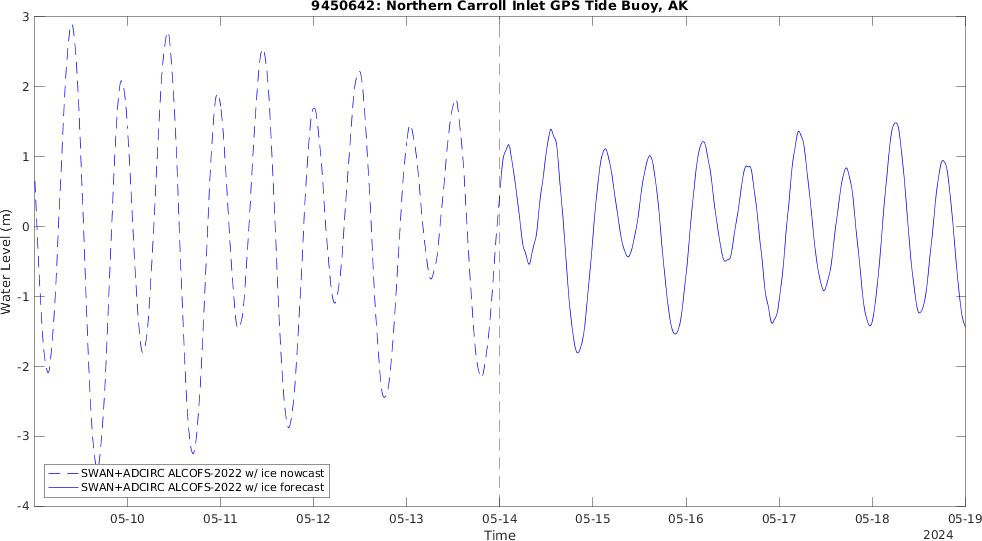 9450642: Northern Carroll Inlet GPS Tide Buoy, AK
3
2
1
0
-1
-2
-3
-4
Water Level (m)
SWAN+ADCIRC ALCOFS-2022 w/ ice nowcast
SWAN+ADCIRC ALCOFS-2022 w/ ice forecast
05-10 05-11 05-12 05-13 05-14 05-15 05-16 05-17 05-18 05-19
Time
2024